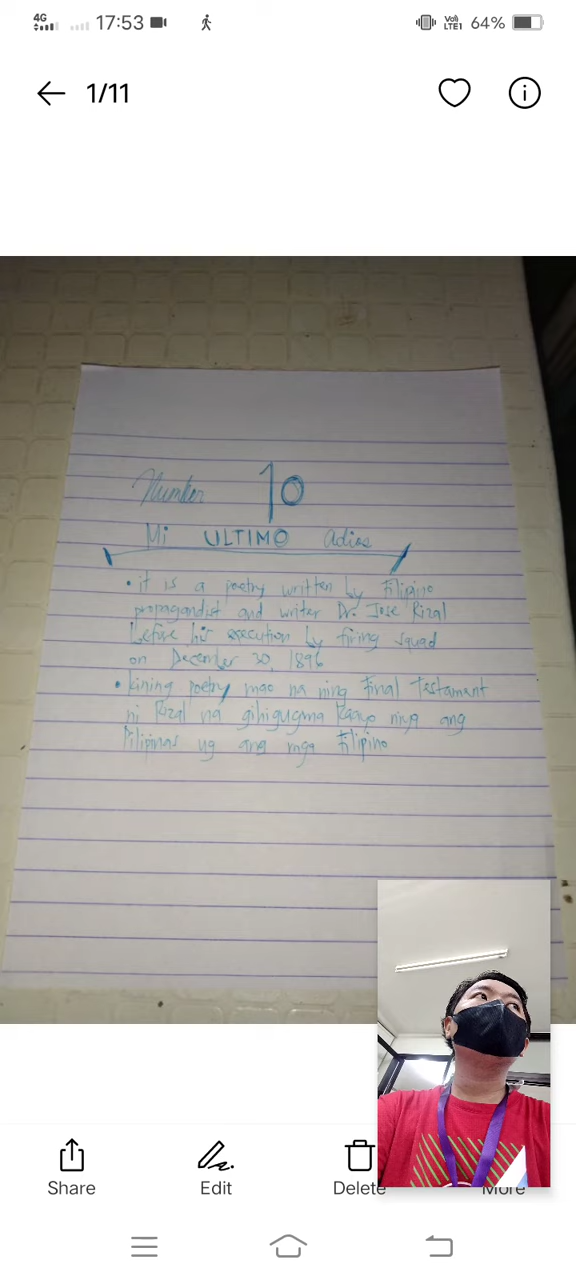 4G 17:53 VoLTE1 64%
1/11
Number 10
Mi ULTIMO Adios
• it is a poetry written by Filipino
propagandist and writer Dr. Jose Rizal
before his execution by firing squad
on December 30, 1896
• kining poetry mao na ning Final Testament
ni Rizal na gihigugma kaayo niya ang
Pilipinas ug ang mga Filipino
Share Edit Delete More